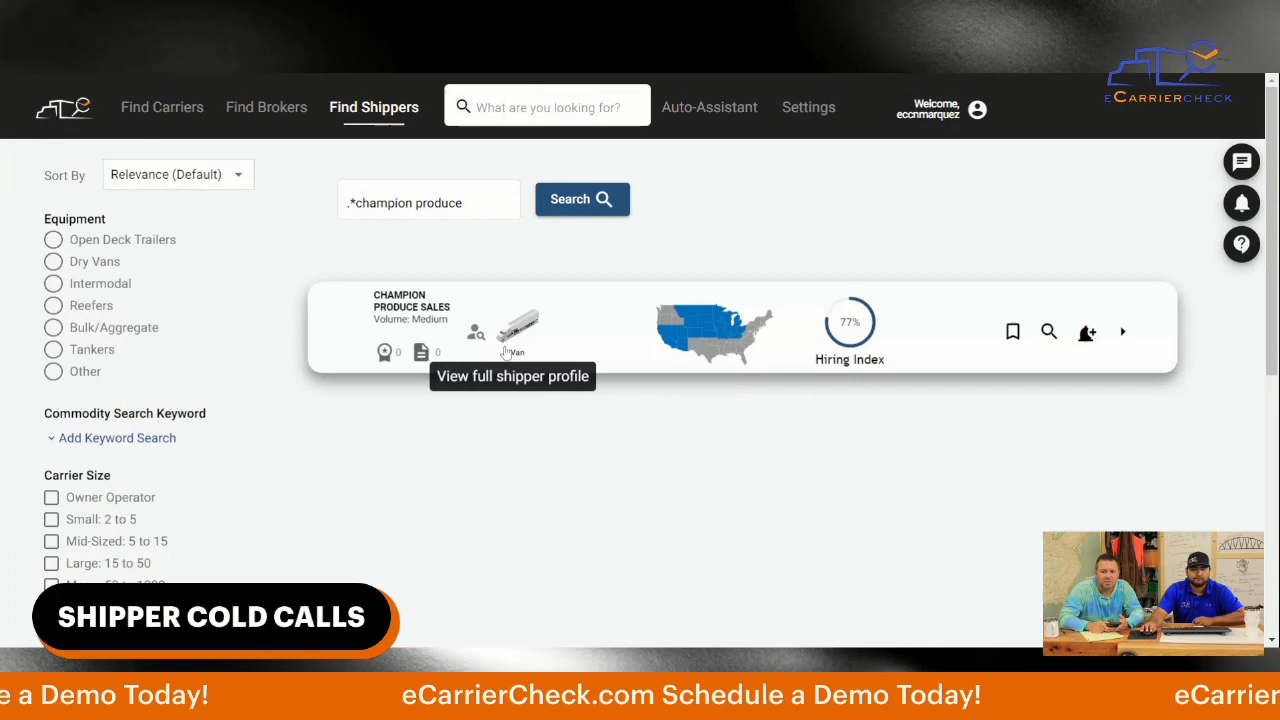 eCARRIERCHECK
Find Carriers
Find Brokers
Find Shippers
What are you looking for?
Auto-Assistant
Settings
Welcome,
eccnmarquez
Sort By
Relevance (Default)
.*champion produce
Search
Equipment
Open Deck Trailers
Dry Vans
Intermodal
Reefers
Bulk/Aggregate
Tankers
Other
Commodity Search Keyword
Add Keyword Search
Carrier Size
Owner Operator
Small: 2 to 5
Mid-Sized: 5 to 15
Large: 15 to 50
CHAMPION
PRODUCE SALES
Volume: Medium
0
0
Van
View full shipper profile
77%
Hiring Index
SHIPPER COLD CALLS
e a Demo Today! eCarrierCheck.com Schedule a Demo Today! eCarrier